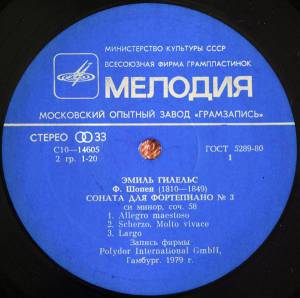 МИНИСТЕРСТВО КУЛЬТУРЫ СССР
ВСЕСОЮЗНАЯ ФИРМА ГРАМПЛАСТИНОК
МЕЛОДИЯ
МОСКОВСКИЙ ОПЫТНЫЙ ЗАВОД «ГРАМЗАПИСЬ»
СТЕРЕО 33
С10—14605
2 гр. 1-20
ГОСТ 5289-80
1
ЭМИЛЬ ГИЛЕЛЬС
Ф. Шопен (1810—1849)
СОНАТА ДЛЯ ФОРТЕПИАНО № 3
си минор, соч. 58
1. Allegro maestoso
2. Scherzo. Molto vivace
3. Largo
Запись фирмы
Polydor International GmbH,
Гамбург. 1979 г.